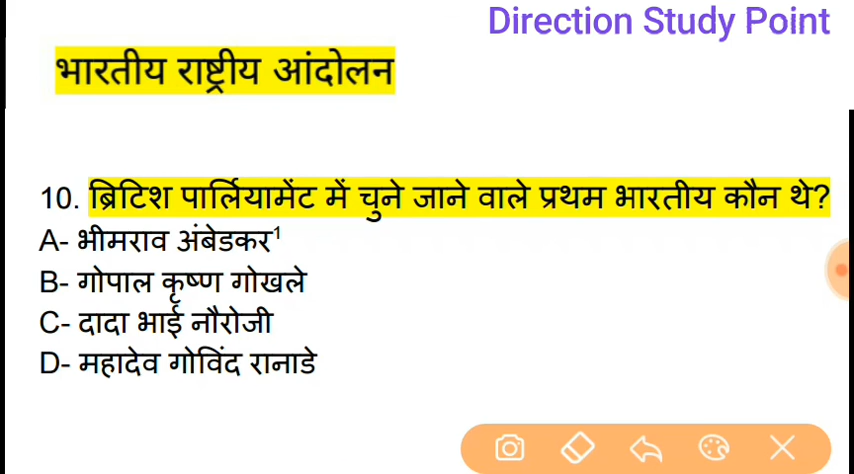 Direction Study Point
भारतीय राष्ट्रीय आंदोलन
10. ब्रिटिश पार्लियामेंट में चुने जाने वाले प्रथम भारतीय कौन थे?
A- भीमराव अंबेडकर¹
B- गोपाल कृष्ण गोखले
C- दादा भाई नौरोजी
D- महादेव गोविंद रानाडे